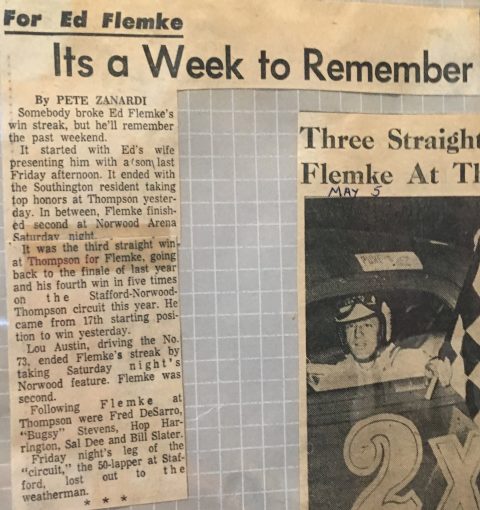 For Ed Flemke
Its a Week to Remember
By PETE ZANARDI
Somebody broke Ed Flemke's
win streak, but he'll remember
the past weekend.
It started with Ed's wife
presenting him with a son last
Friday afternoon. It ended with
the Southington resident taking
top honors at Thompson yester-
day. In between, Flemke finish-
ed second at Norwood Arena
Saturday night.
It was the third straight win
at Thompson for Flemke, going
back to the finale of last year
and his fourth win in five times
on the Stafford-Norwood-
Thompson circuit this year. He
came from 17th starting posi-
tion to win yesterday.
Lou Austin, driving the No.
73, ended Flemke's streak by
taking Saturday night's
Norwood feature. Flemke was
second.
Following Flemke at
Thompson were Fred DeSarro,
"Bugsy" Stevens, Hop Har-
rington, Sal Dee and Bill Slater.
Friday night's leg of the
"circuit," the 50-lapper at Staf-
ford, lost out to the
weatherman.
* * *
Three Straight
Flemke At Th
MAY 5
2X